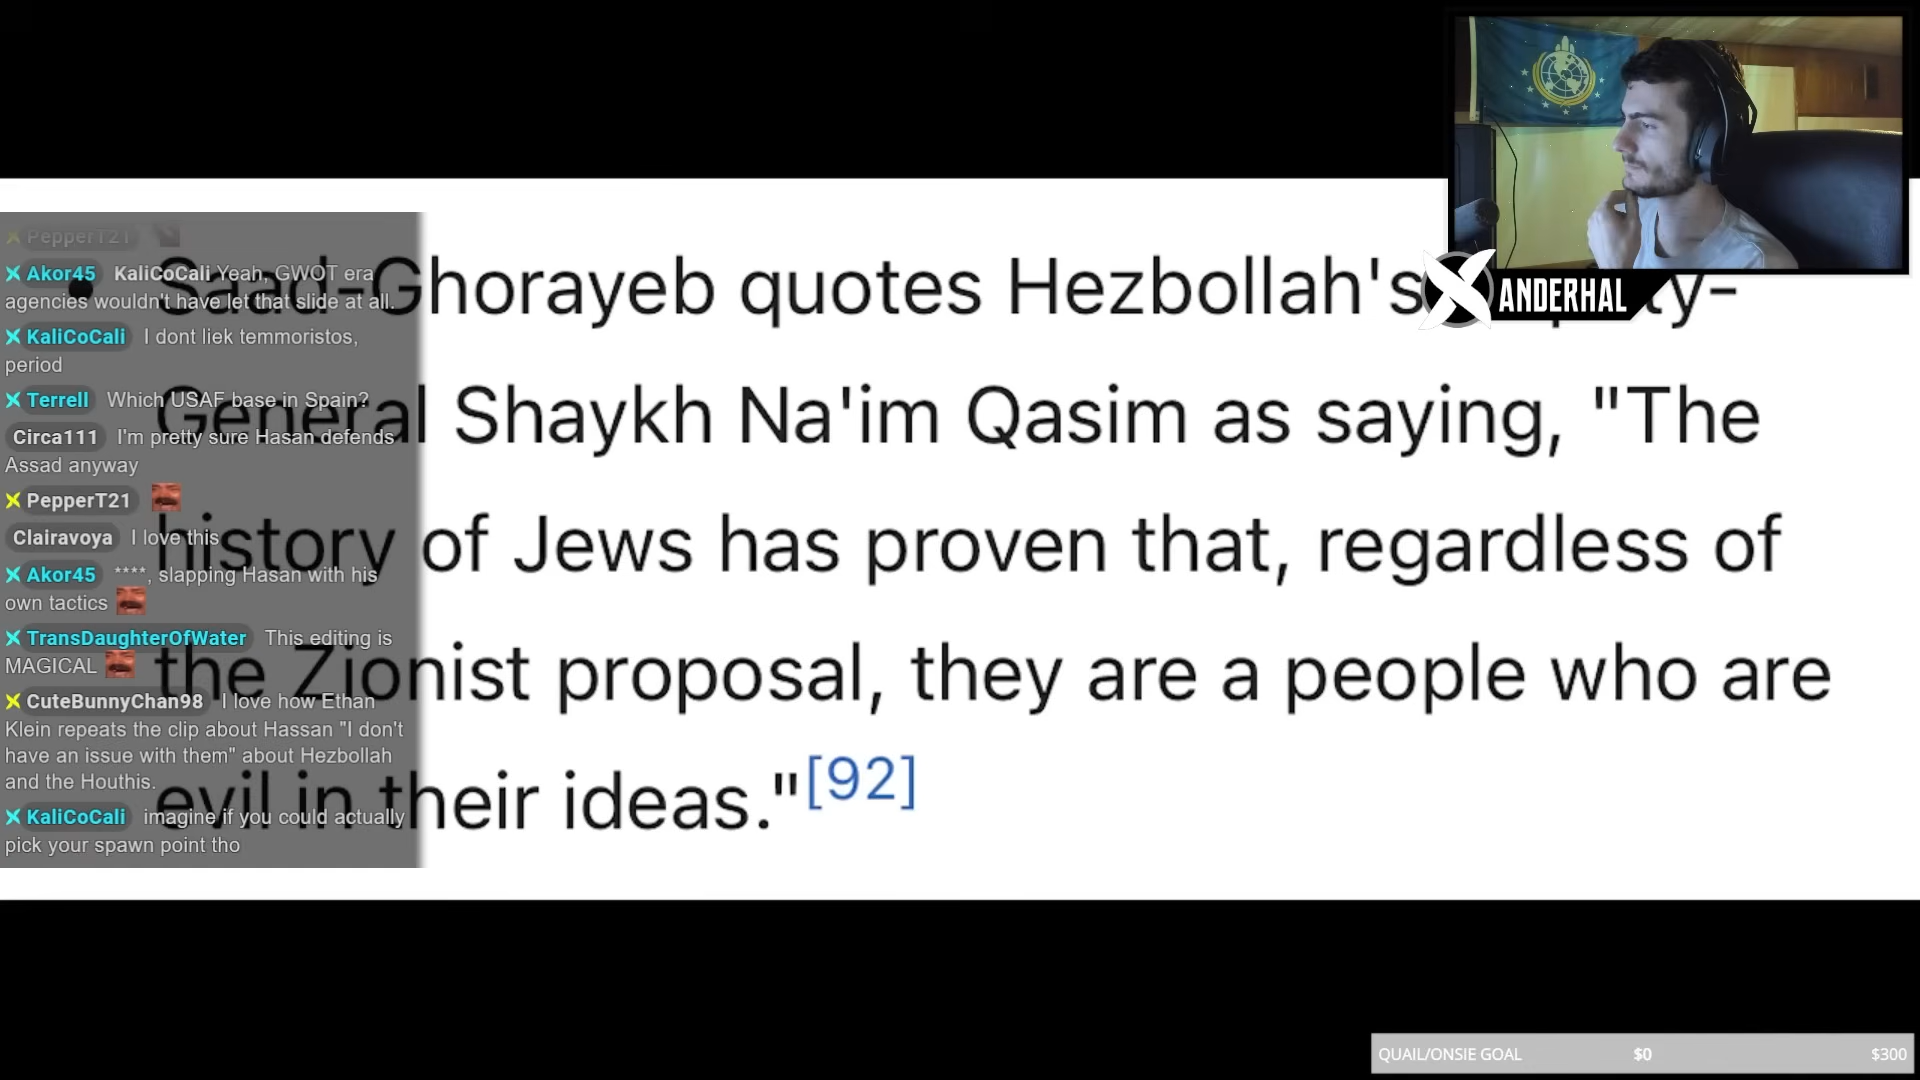 PepperT21
Akor45 KaliCoCali Yeah, GWOT era
agencies wouldn't have let that slide at all.
KaliCoCali I dont liek temmoristos,
period
Terrell Which USAF base in Spain?
Circa111 I'm pretty sure Hasan defends
Assad anyway
PepperT21
Clairavoya I love this
Akor45 ****, slapping Hasan with his
own tactics
TransDaughterOfWater This editing is
MAGICAL
CuteBunnyChan98 I love how Ethan
Klein repeats the clip about Hassan "I don't
have an issue with them" about Hezbollah
and the Houthis.
KaliCoCali imagine if you could actually
pick your spawn point tho
Saad-Ghorayeb quotes Hezbollah's
General Shaykh Na'im Qasim as saying, "The
history of Jews has proven that, regardless of
the Zionist proposal, they are a people who are
evil in their ideas."[92]
ANDERHAL
QUAIL/ONSIE GOAL $0 $300